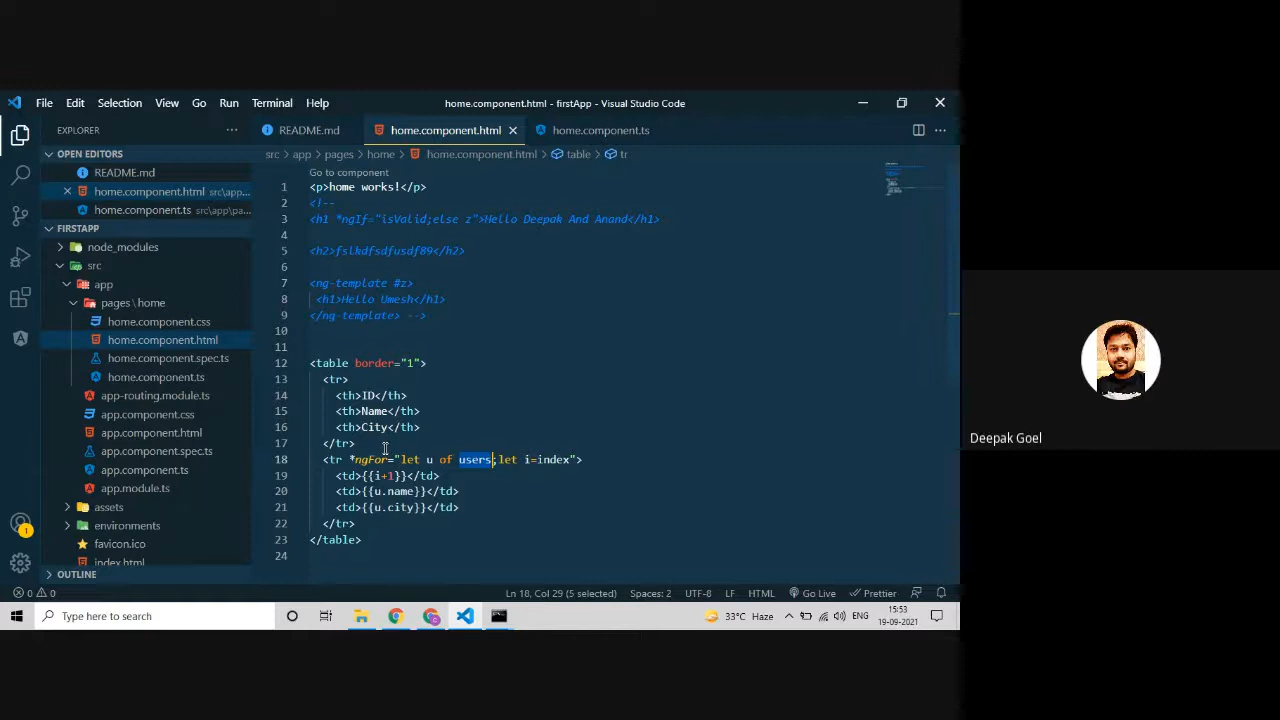 File Edit Selection View Go Run Terminal Help
home.component.html - firstApp - Visual Studio Code
EXPLORER
README.md
home.component.html
home.component.ts
OPEN EDITORS
README.md
home.component.html src\app...
home.component.ts src\app\pa...
FIRSTAPP
node_modules
src
app
pages \ home
home.component.css
home.component.html
home.component.spec.ts
home.component.ts
app-routing.module.ts
app.component.css
app.component.html
app.component.spec.ts
app.component.ts
app.module.ts
assets
environments
favicon.ico
index.html
OUTLINE
src > app > pages > home > home.component.html > table > tr
Go to component
1 <p>home works!</p>
2 <!--
3 <h1 *ngIf="isValid;else z">Hello Deepak And Anand</h1>
4
5 <h2>fslkdfsdfusdf89</h2>
6
7 <ng-template #z>
8 <h1>Hello Umesh</h1>
9 </ng-template> -->
10
11
12 <table border="1">
13 <tr>
14 <th>ID</th>
15 <th>Name</th>
16 <th>City</th>
17 </tr>
18 <tr *ngFor="let u of users;let i=index">
19 <td>{{i+1}}</td>
20 <td>{{u.name}}</td>
21 <td>{{u.city}}</td>
22 </tr>
23 </table>
24
1
0 0
Ln 18, Col 29 (5 selected) Spaces: 2 UTF-8 LF HTML Go Live Prettier
Type here to search
33°C Haze
ENG
15:53
19-09-2021
Deepak Goel